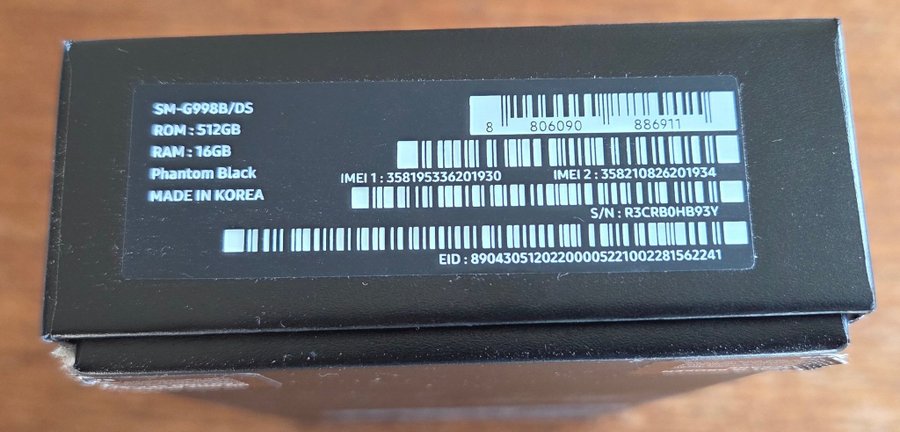 SM-G998B/DS
ROM : 512GB
RAM : 16GB
Phantom Black
MADE IN KOREA
8 806090 886911
IMEI 1 : 358195336201930 IMEI 2 : 358210826201934
S/N : R3CRB0HB93Y
EID : 89043051202200005221002281562241